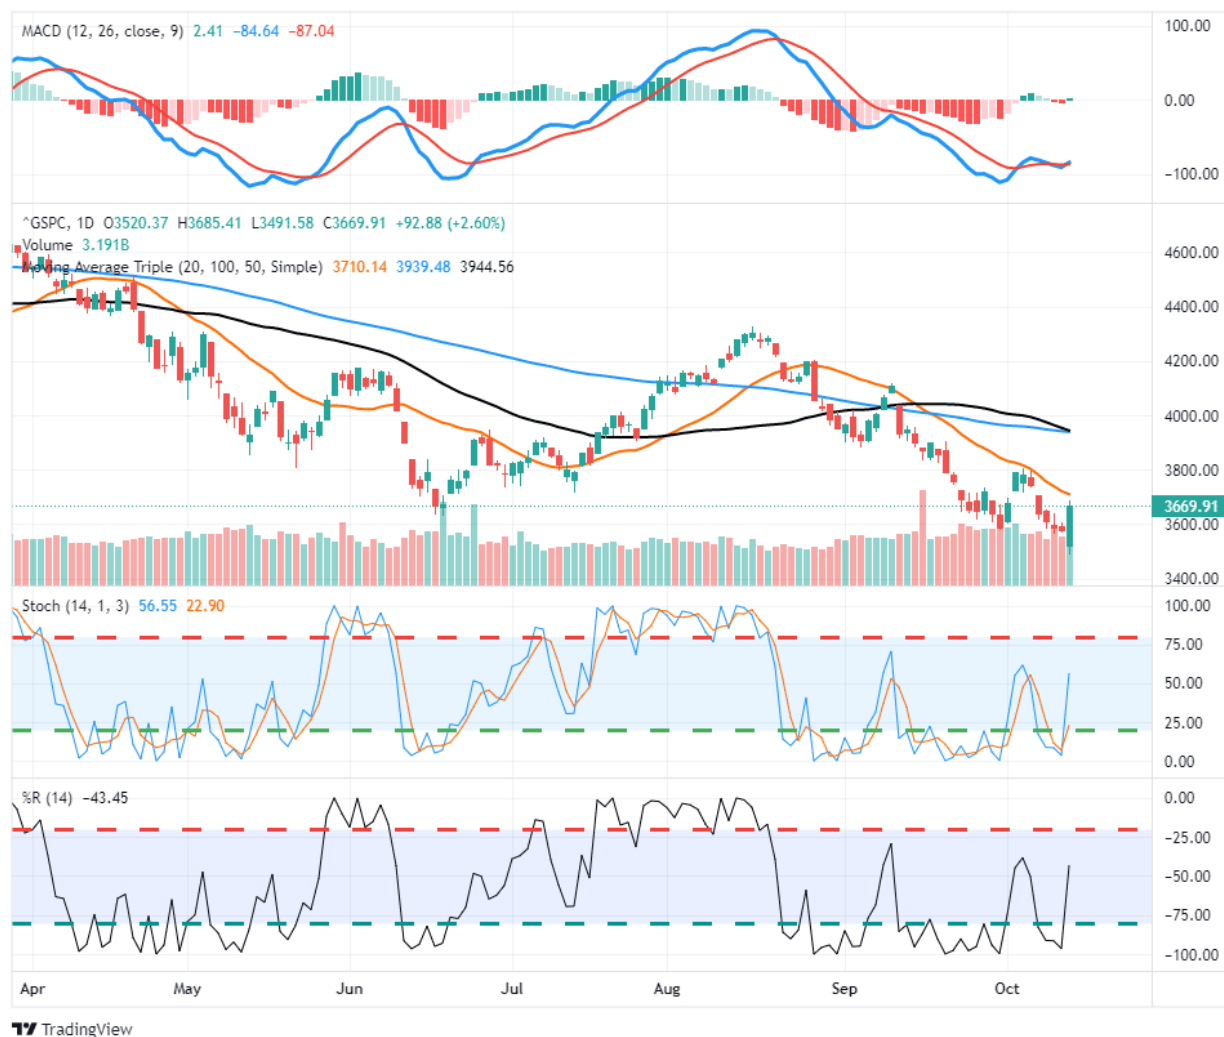 MACD (12, 26, close, 9) 2.41 −84.64 −87.04
100.00
0.00
−100.00
^GSPC, 1D O3520.37 H3685.41 L3491.58 C3669.91 +92.88 (+2.60%)
Volume 3.191B
Moving Average Triple (20, 100, 50, Simple) 3710.14 3939.48 3944.56
4600.00
4400.00
4200.00
4000.00
3800.00
3669.91
3600.00
3400.00
Stoch (14, 1, 3) 56.55 22.90
100.00
75.00
50.00
25.00
0.00
%R (14) −43.45
0.00
−25.00
−50.00
−75.00
−100.00
Apr May Jun Jul Aug Sep Oct
TradingView